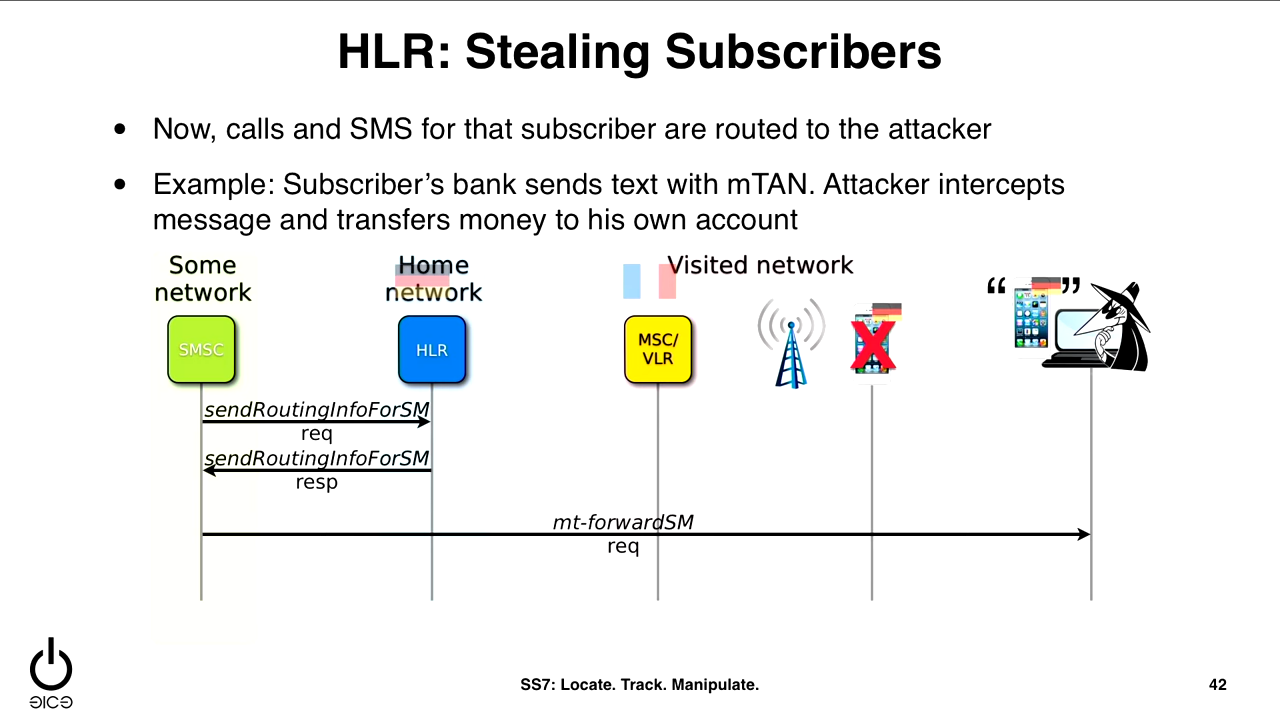 HLR: Stealing Subscribers
• Now, calls and SMS for that subscriber are routed to the attacker
• Example: Subscriber’s bank sends text with mTAN. Attacker intercepts
message and transfers money to his own account
Some
network
Home
network
Visited network
“ ”
SMSC
HLR
MSC/
VLR
sendRoutingInfoForSM
req
sendRoutingInfoForSM
resp
mt-forwardSM
req
SS7: Locate. Track. Manipulate.
42